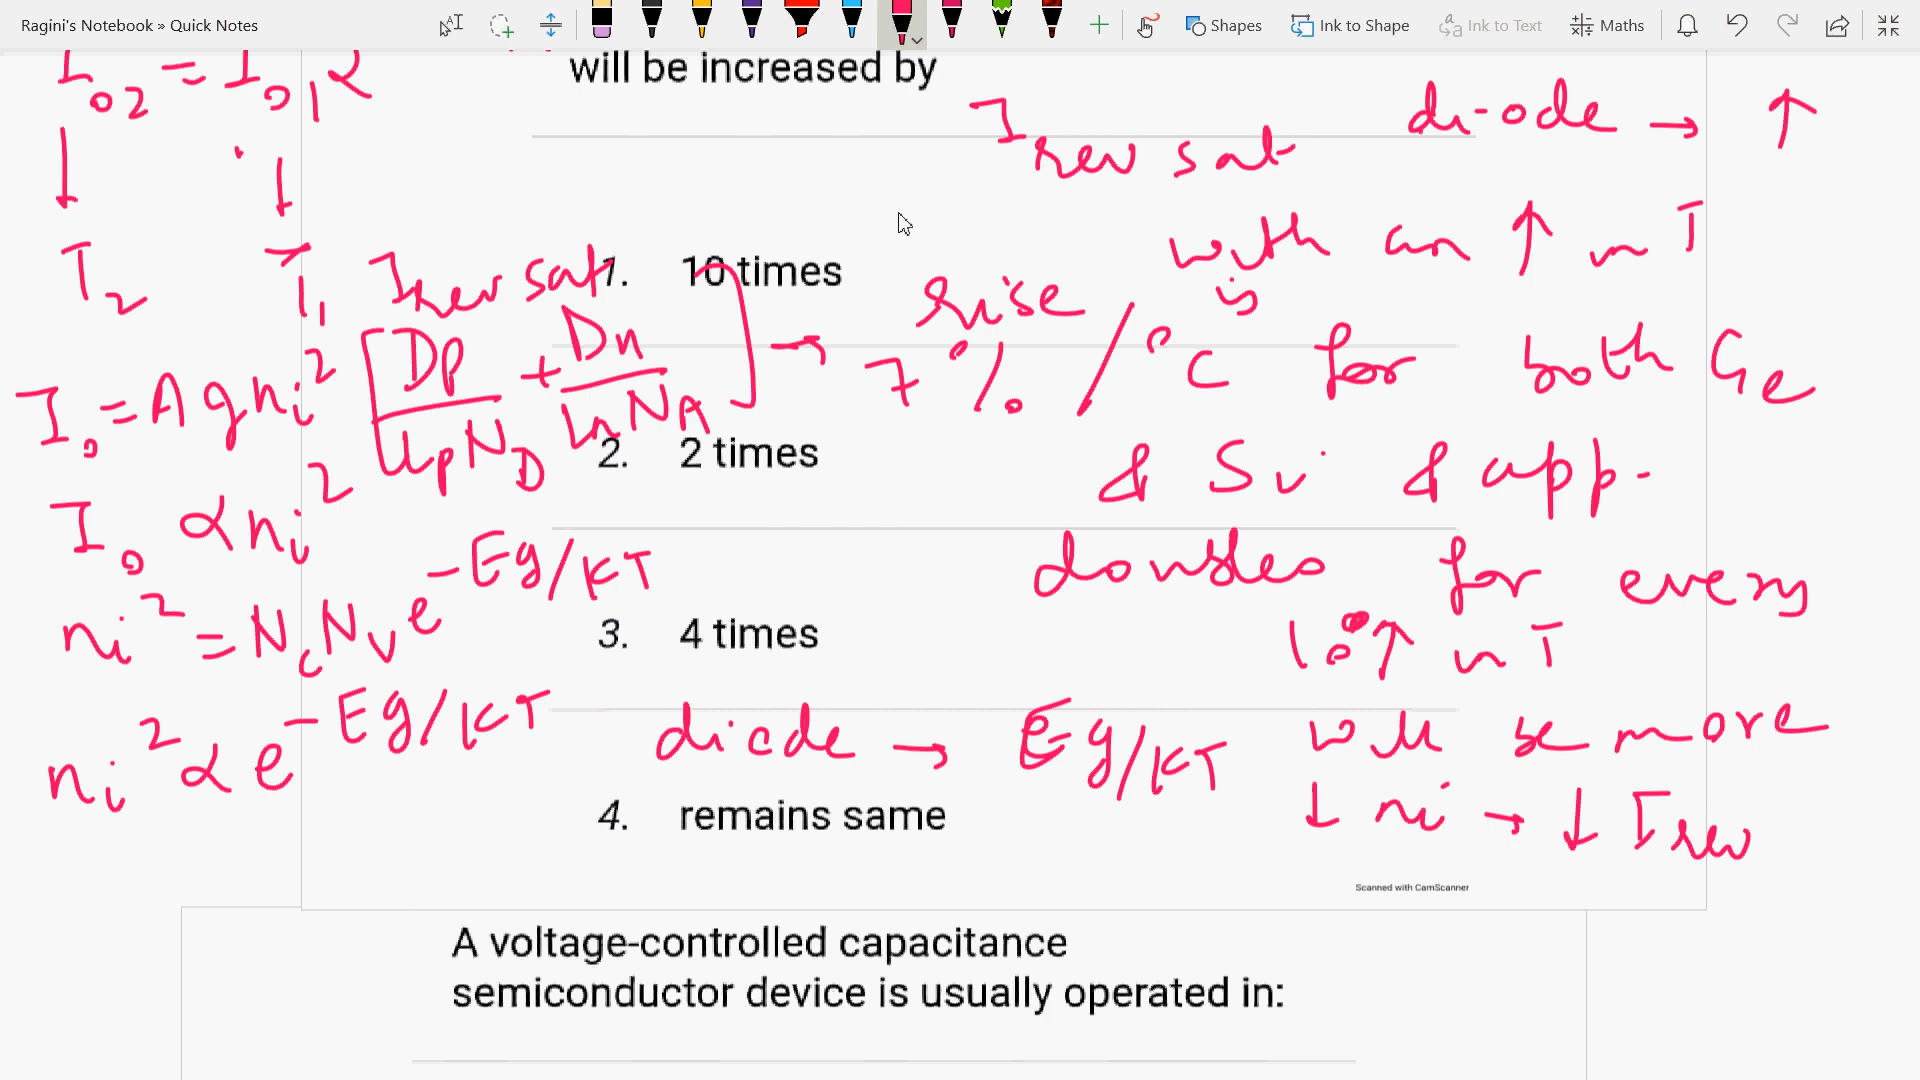 Ragini's Notebook » Quick Notes
Shapes
Ink to Shape
Ink to Text
Maths
I02 = I01 2
T2 T1
will be increased by
I rev sat di-ode → ↑
with an ↑ in T
is
1. 10 times
I rev sat
I0 = Aqni² [Dp/LpND + Dn/LnNA] → rise 7% /°C for both Ge
2. 2 times
& Si & app.
I0 ∝ ni²
doubles for every
10°↑ in T
ni² = NcNv e^-Eg/KT
3. 4 times
ni² ∝ e^-Eg/KT
diode → Eg/KT will be more
↓ ni → ↓ Irev
4. remains same
Scanned with CamScanner
A voltage-controlled capacitance
semiconductor device is usually operated in: